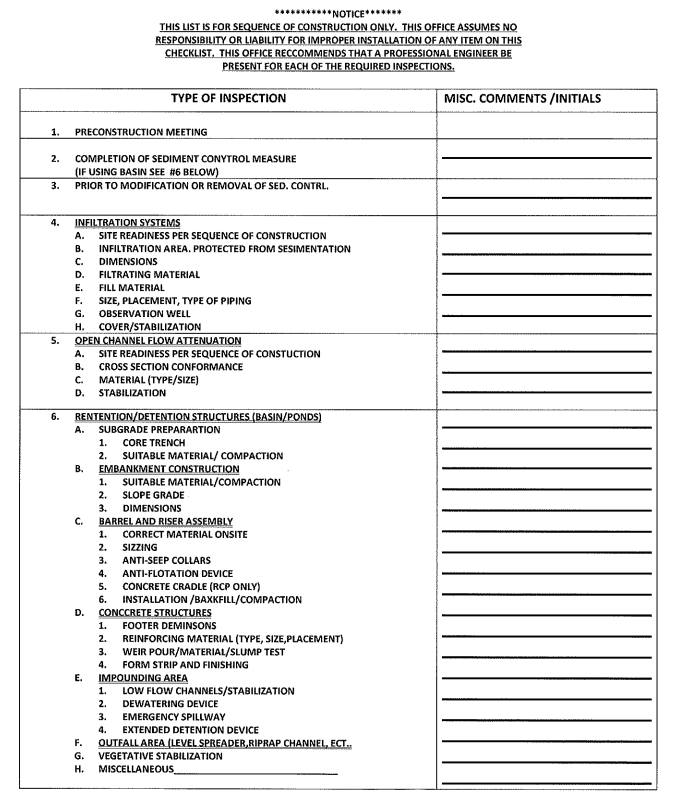 ***********NOTICE*******
THIS LIST IS FOR SEQUENCE OF CONSTRUCTION ONLY. THIS OFFICE ASSUMES NO
RESPONSIBILITY OR LIABILITY FOR IMPROPER INSTALLATION OF ANY ITEM ON THIS
CHECKLIST, THIS OFFICE RECCOMMENDS THAT A PROFESSIONAL ENGINEER BE
PRESENT FOR EACH OF THE REQUIRED INSPECTIONS.
TYPE OF INSPECTION MISC. COMMENTS /INITIALS
1. PRECONSTRUCTION MEETING
2. COMPLETION OF SEDIMENT CONYTROL MEASURE
(IF USING BASIN SEE #6 BELOW)
3. PRIOR TO MODIFICATION OR REMOVAL OF SED. CONTRL.
4. INFILTRATION SYSTEMS
A. SITE READINESS PER SEQUENCE OF CONSTRUCTION
B. INFILTRATION AREA. PROTECTED FROM SESIMENTATION
C. DIMENSIONS
D. FILTRATING MATERIAL
E. FILL MATERIAL
F. SIZE, PLACEMENT, TYPE OF PIPING
G. OBSERVATION WELL
H. COVER/STABILIZATION
5. OPEN CHANNEL FLOW ATTENUATION
A. SITE READINESS PER SEQUENCE OF CONSTUCTION
B. CROSS SECTION CONFORMANCE
C. MATERIAL (TYPE/SIZE)
D. STABILIZATION
6. RENTENTION/DETENTION STRUCTURES (BASIN/PONDS)
A. SUBGRADE PREPARARTION
1. CORE TRENCH
2. SUITABLE MATERIAL/ COMPACTION
B. EMBANKMENT CONSTRUCTION
1. SUITABLE MATERIAL/COMPACTION
2. SLOPE GRADE
3. DIMENSIONS
C. BARREL AND RISER ASSEMBLY
1. CORRECT MATERIAL ONSITE
2. SIZZING
3. ANTI-SEEP COLLARS
4. ANTI-FLOTATION DEVICE
5. CONCRETE CRADLE (RCP ONLY)
6. INSTALLATION /BAXKFILL/COMPACTION
D. CONCCRETE STRUCTURES
1. FOOTER DEMINSONS
2. REINFORCING MATERIAL (TYPE, SIZE,PLACEMENT)
3. WEIR POUR/MATERIAL/SLUMP TEST
4. FORM STRIP AND FINISHING
E. IMPOUNDING AREA
1. LOW FLOW CHANNELS/STABILIZATION
2. DEWATERING DEVICE
3. EMERGENCY SPILLWAY
4. EXTENDED DETENTION DEVICE
F. OUTFALL AREA (LEVEL SPREADER,RIPRAP CHANNEL, ECT..
G. VEGETATIVE STABILIZATION
H. MISCELLANEOUS